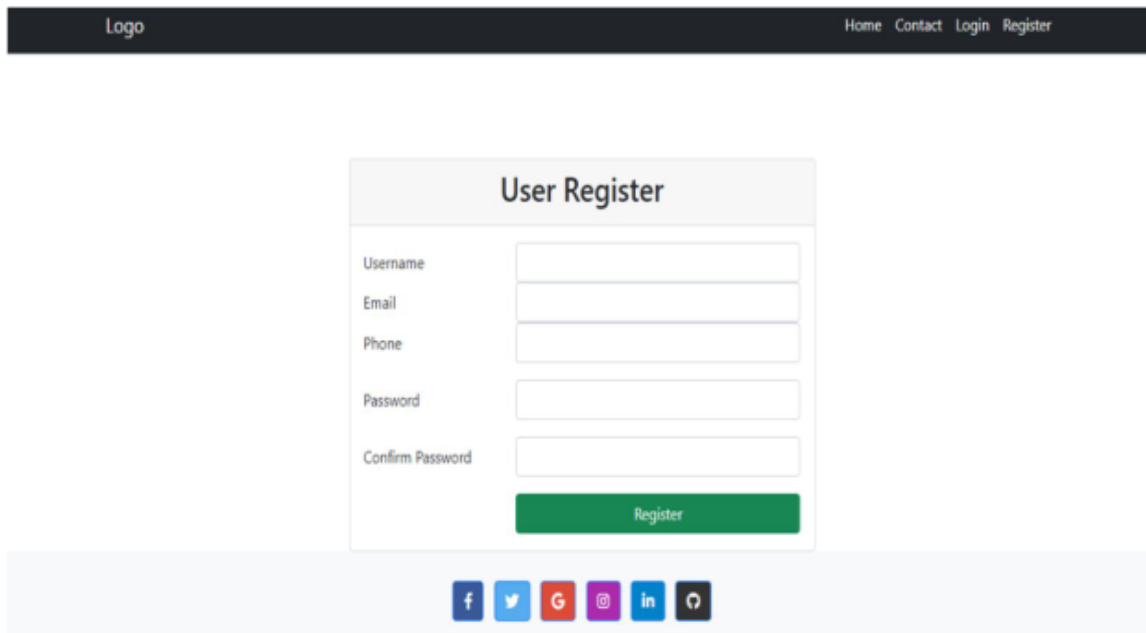 Logo
Home Contact Login Register
User Register
Username
Email
Phone
Password
Confirm Password
Register